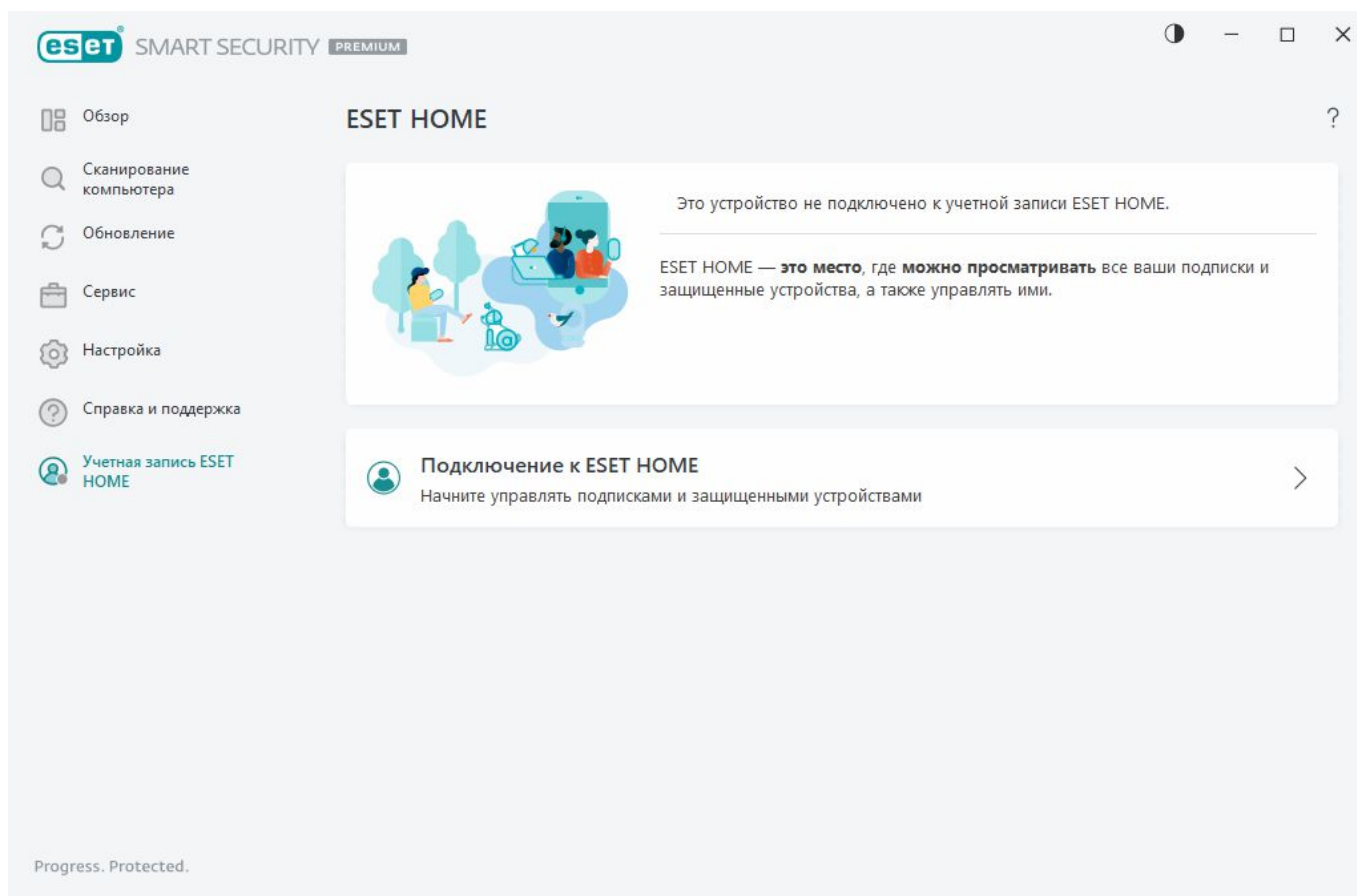 eset® SMART SECURITY PREMIUM
Обзор
Сканирование
компьютера
Обновление
Сервис
Настройка
Справка и поддержка
Учетная запись ESET
HOME
ESET HOME
?
Это устройство не подключено к учетной записи ESET HOME.
ESET HOME — это место, где можно просматривать все ваши подписки и
защищенные устройства, а также управлять ими.
Подключение к ESET HOME
Начните управлять подписками и защищенными устройствами
Progress. Protected.